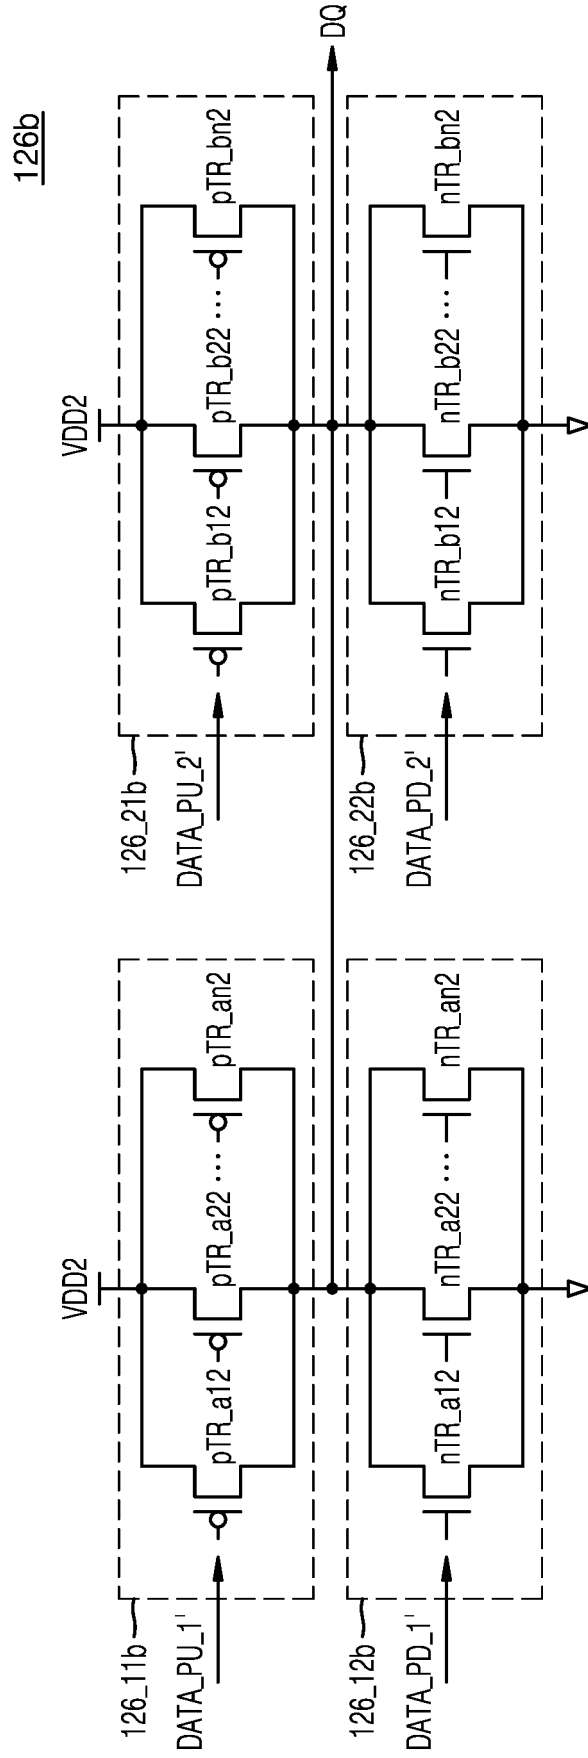 126b
VDD2
VDD2
126_11b
126_21b
DATA_PU_1'
pTR_a12
pTR_a22
...
pTR_an2
DATA_PU_2'
pTR_b12
pTR_b22
...
pTR_bn2
DQ
126_12b
126_22b
DATA_PD_1'
nTR_a12
nTR_a22
...
nTR_an2
DATA_PD_2'
nTR_b12
nTR_b22
...
nTR_bn2